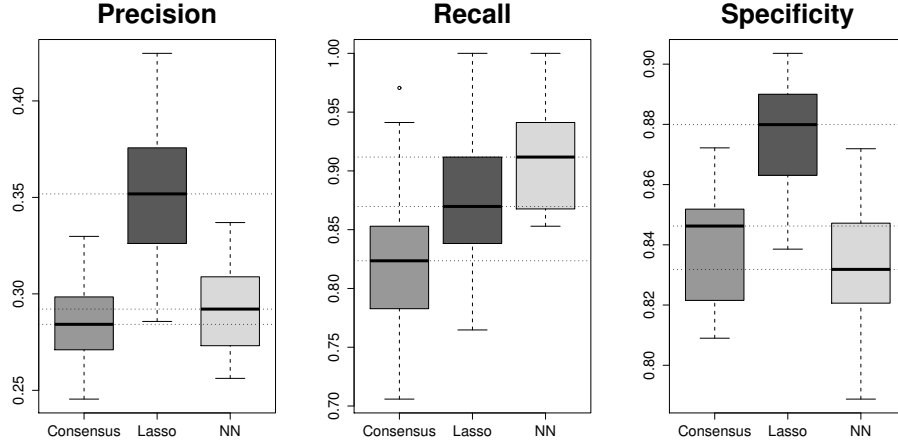 Precision
Recall
Specificity
0.25
0.30
0.35
0.40
Consensus
Lasso
NN
0.70
0.75
0.80
0.85
0.90
0.95
1.00
Consensus
Lasso
NN
0.80
0.82
0.84
0.86
0.88
0.90
Consensus
Lasso
NN